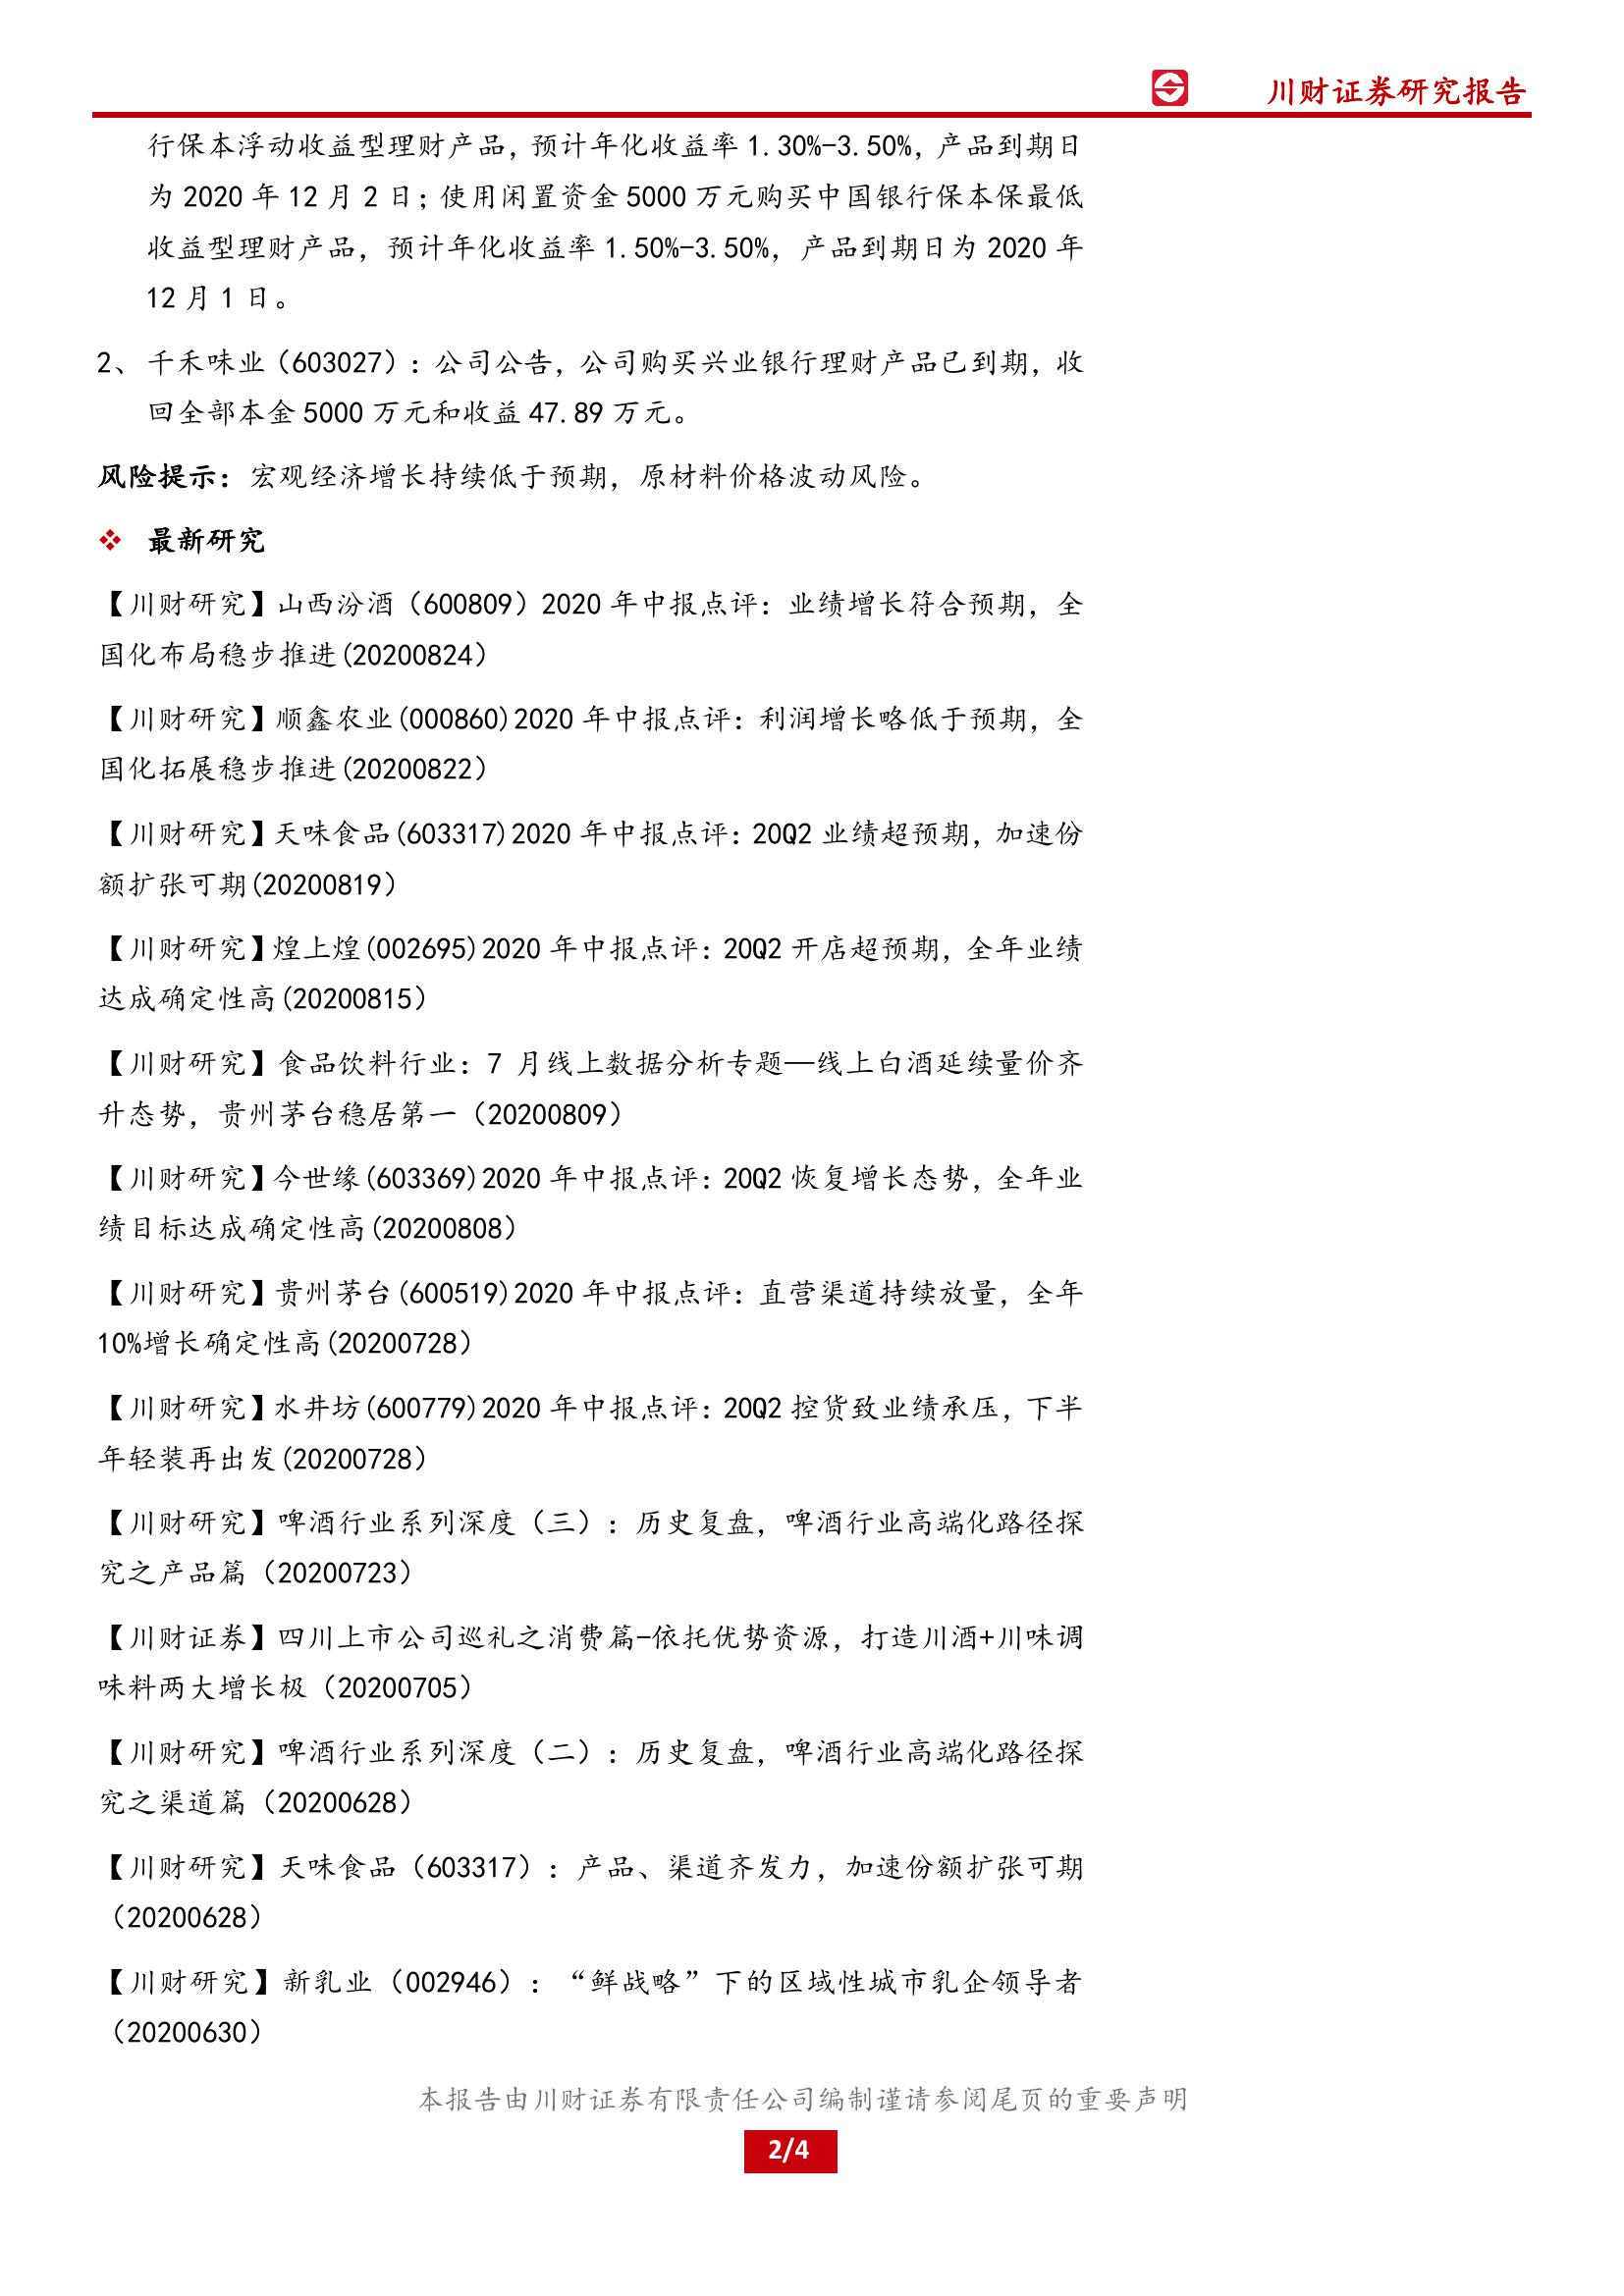 川财证券研究报告
行保本浮动收益型理财产品，预计年化收益率 1.30%-3.50%，产品到期日
为 2020 年 12 月 2 日；使用闲置资金 5000 万元购买中国银行保本保最低
收益型理财产品，预计年化收益率 1.50%-3.50%，产品到期日为 2020 年
12 月 1 日。
2、 千禾味业（603027）：公司公告，公司购买兴业银行理财产品已到期，收
回全部本金 5000 万元和收益 47.89 万元。
风险提示：宏观经济增长持续低于预期，原材料价格波动风险。
❖ 最新研究
【川财研究】山西汾酒（600809）2020 年中报点评：业绩增长符合预期，全
国化布局稳步推进(20200824）
【川财研究】顺鑫农业(000860)2020 年中报点评：利润增长略低于预期，全
国化拓展稳步推进(20200822）
【川财研究】天味食品(603317)2020 年中报点评：20Q2 业绩超预期，加速份
额扩张可期(20200819）
【川财研究】煌上煌(002695)2020 年中报点评：20Q2 开店超预期，全年业绩
达成确定性高(20200815）
【川财研究】食品饮料行业：7 月线上数据分析专题—线上白酒延续量价齐
升态势，贵州茅台稳居第一（20200809）
【川财研究】今世缘(603369)2020 年中报点评：20Q2 恢复增长态势，全年业
绩目标达成确定性高(20200808）
【川财研究】贵州茅台(600519)2020 年中报点评：直营渠道持续放量，全年
10%增长确定性高(20200728）
【川财研究】水井坊(600779)2020 年中报点评：20Q2 控货致业绩承压，下半
年轻装再出发(20200728）
【川财研究】啤酒行业系列深度（三）：历史复盘，啤酒行业高端化路径探
究之产品篇（20200723）
【川财证券】四川上市公司巡礼之消费篇-依托优势资源，打造川酒+川味调
味料两大增长极（20200705）
【川财研究】啤酒行业系列深度（二）：历史复盘，啤酒行业高端化路径探
究之渠道篇（20200628）
【川财研究】天味食品（603317）：产品、渠道齐发力，加速份额扩张可期
（20200628）
【川财研究】新乳业（002946）：“鲜战略”下的区域性城市乳企领导者
（20200630）
本报告由川财证券有限责任公司编制谨请参阅尾页的重要声明
2/4